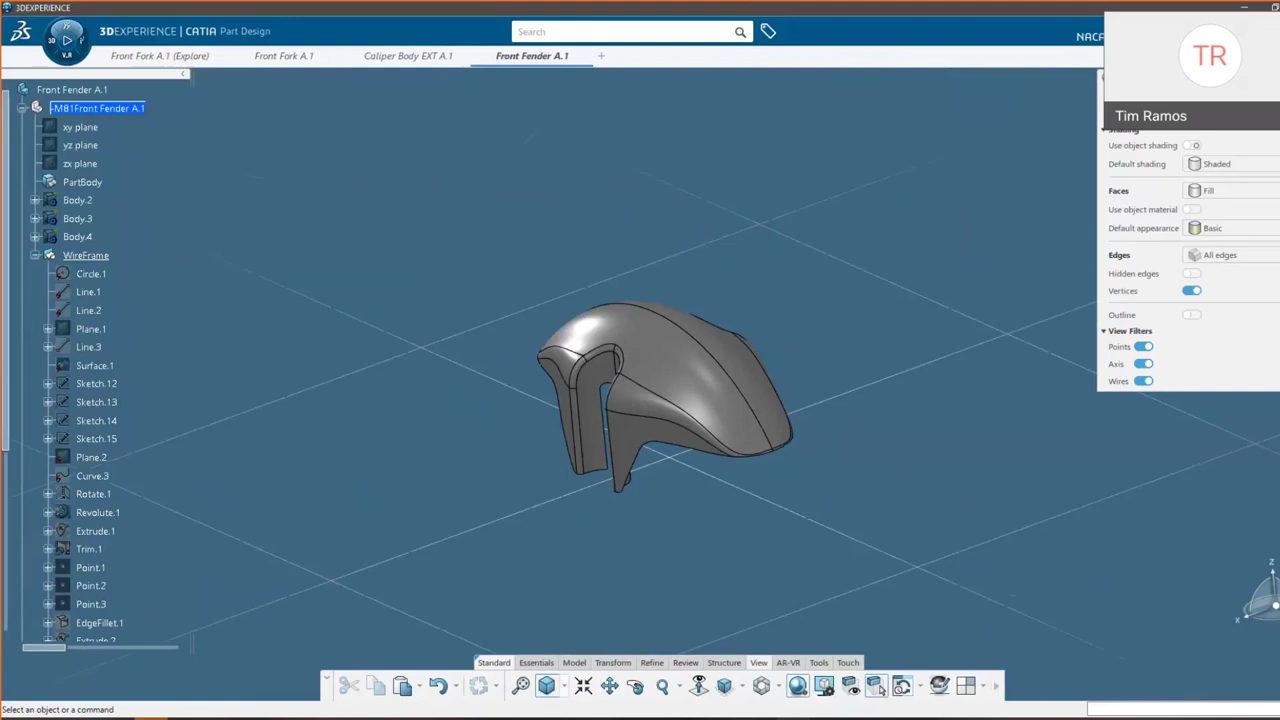 3DEXPERIENCE
3DEXPERIENCE | CATIA Part Design
Search
NACA
3D
V.R
Front Fork A.1 (Explore)
Front Fork A.1
Caliper Body EXT A.1
Front Fender A.1
TR
Tim Ramos
Front Fender A.1
-M81Front Fender A.1
xy plane
yz plane
zx plane
PartBody
Body.2
Body.3
Body.4
WireFrame
Circle.1
Line.1
Line.2
Plane.1
Line.3
Surface.1
Sketch.12
Sketch.13
Sketch.14
Sketch.15
Plane.2
Curve.3
Rotate.1
Revolute.1
Extrude.1
Trim.1
Point.1
Point.2
Point.3
EdgeFillet.1
Extrude.2
Shading
Use object shading
Default shading Shaded
Faces Fill
Use object material
Default appearance Basic
Edges All edges
Hidden edges
Vertices
Outline
View Filters
Points
Axis
Wires
Z
X
Standard Essentials Model Transform Refine Review Structure View AR-VR Tools Touch
Select an object or a command